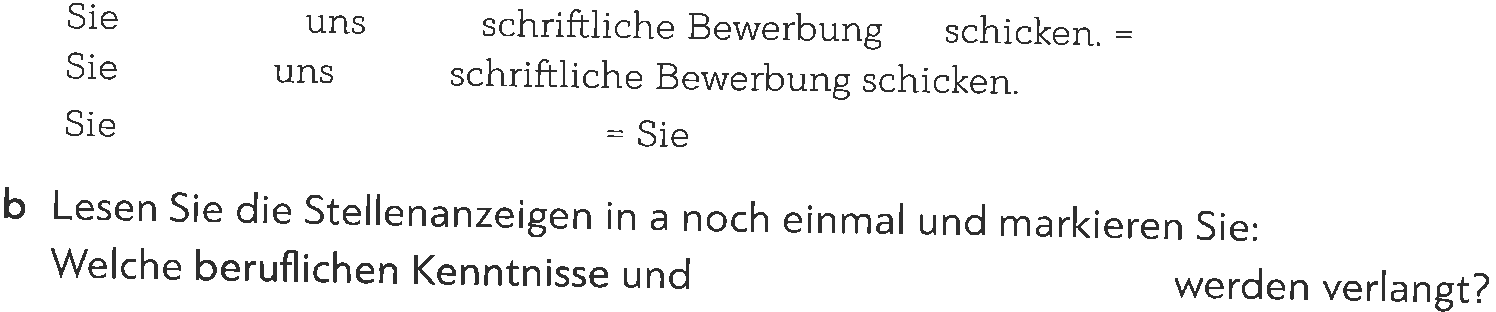 Sie uns schriftliche Bewerbung schicken. =
Sie uns schriftliche Bewerbung schicken.
Sie = Sie
b Lesen Sie die Stellenanzeigen in a noch einmal und markieren Sie:
Welche beruflichen Kenntnisse und werden verlangt?